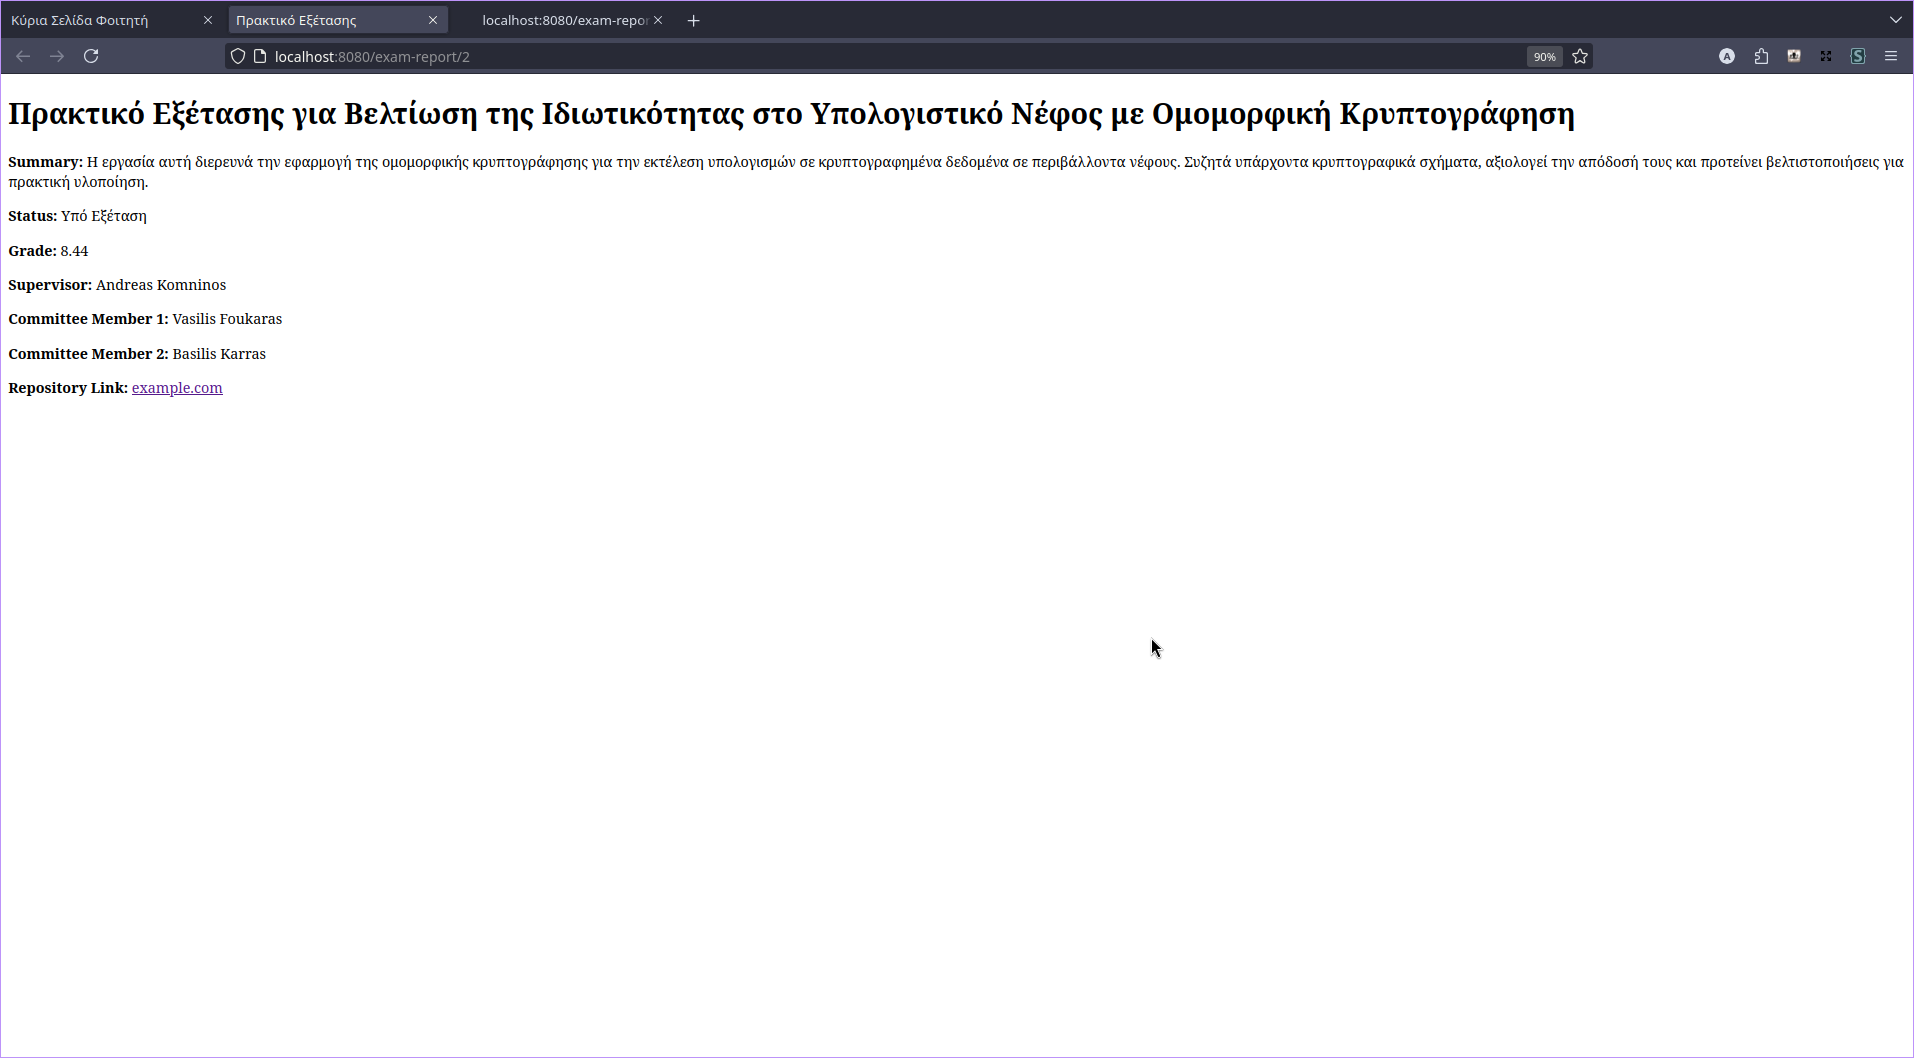 Κύρια Σελίδα Φοιτητή
Πρακτικό Εξέτασης
localhost:8080/exam-repor
localhost:8080/exam-report/2
90%
A
S
Πρακτικό Εξέτασης για Βελτίωση της Ιδιωτικότητας στο Υπολογιστικό Νέφος με Ομομορφική Κρυπτογράφηση
Summary: Η εργασία αυτή διερευνά την εφαρμογή της ομομορφικής κρυπτογράφησης για την εκτέλεση υπολογισμών σε κρυπτογραφημένα δεδομένα σε περιβάλλοντα νέφους. Συζητά υπάρχοντα κρυπτογραφικά σχήματα, αξιολογεί την απόδοσή τους και προτείνει βελτιστοποιήσεις για
πρακτική υλοποίηση.
Status: Υπό Εξέταση
Grade: 8.44
Supervisor: Andreas Komninos
Committee Member 1: Vasilis Foukaras
Committee Member 2: Basilis Karras
Repository Link: example.com